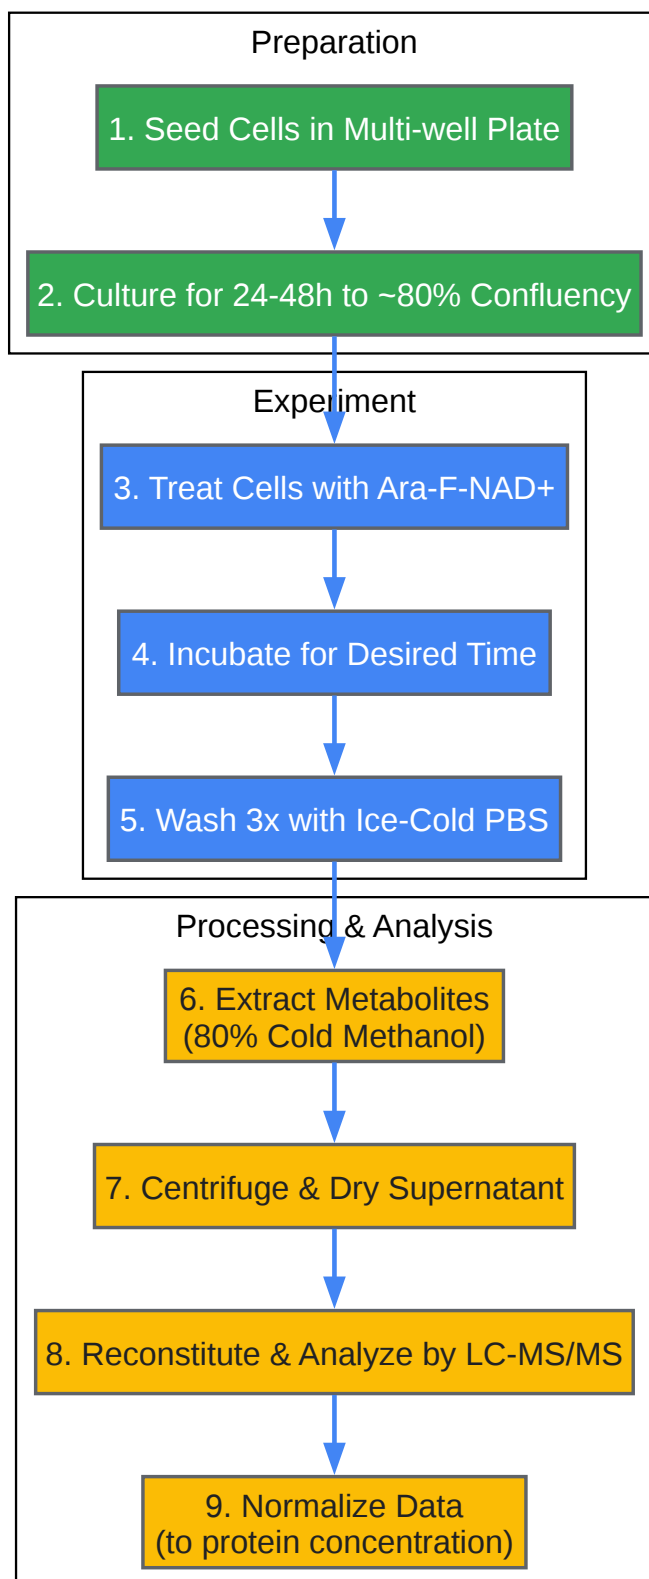 Preparation
1. Seed Cells in Multi-well Plate
2. Culture for 24-48h to ~80% Confluency
Experiment
3. Treat Cells with Ara-F-NAD+
4. Incubate for Desired Time
5. Wash 3x with Ice-Cold PBS
Processing & Analysis
6. Extract Metabolites
(80% Cold Methanol)
7. Centrifuge & Dry Supernatant
8. Reconstitute & Analyze by LC-MS/MS
9. Normalize Data
(to protein concentration)